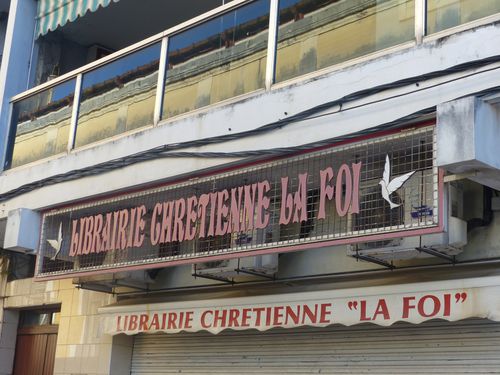 LIBRAIRIE CHRETIENNE LA FOI
LIBRAIRIE CHRETIENNE "LA FOI"